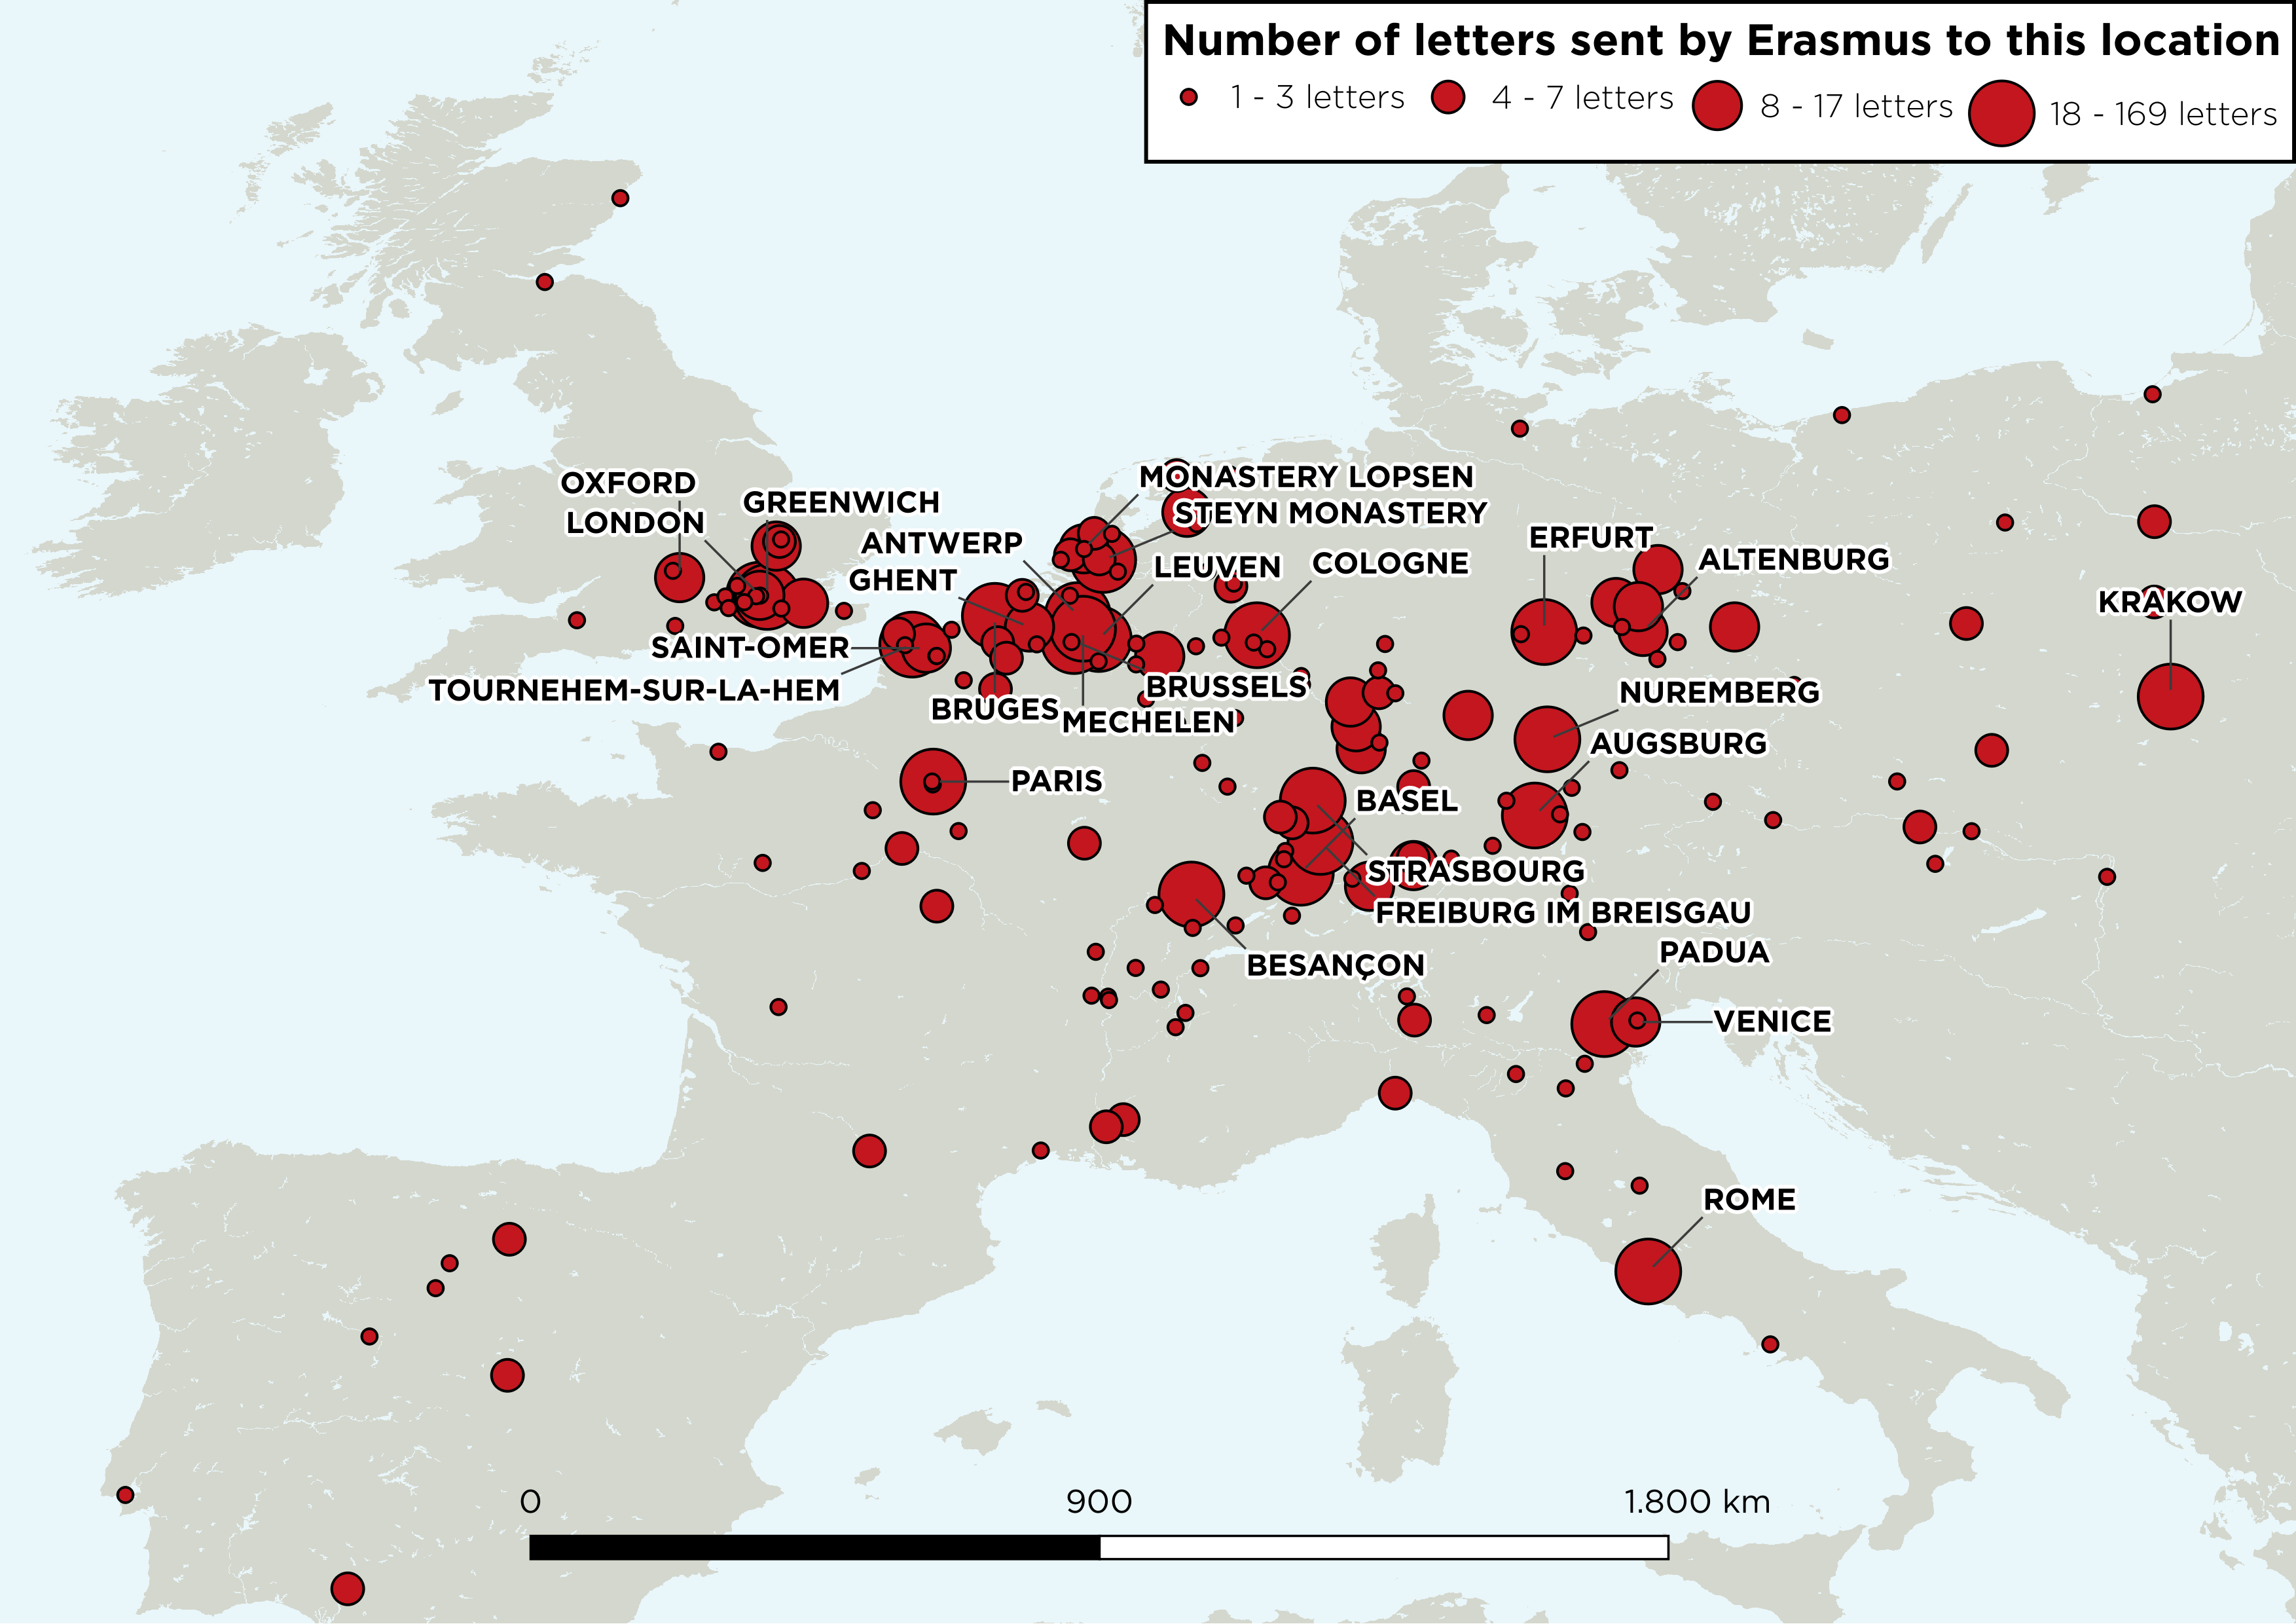 Number of letters sent by Erasmus to this location
1 - 3 letters
4 - 7 letters
8 - 17 letters
18 - 169 letters
MONASTERY LOPSEN
OXFORD
GREENWICH
STEYN MONASTERY
LONDON
ERFURT
ANTWERP
ALTENBURG
COLOGNE
LEUVEN
GHENT
KRAKOW
SAINT-OMER
BRUSSELS
TOURNEHEM-SUR-LA-HEM
NUREMBERG
BRUGES
MECHELEN
AUGSBURG
PARIS
BASEL
STRASBOURG
FREIBURG IM BREISGAU
PADUA
BESANÇON
VENICE
ROME
0
900
1.800 km